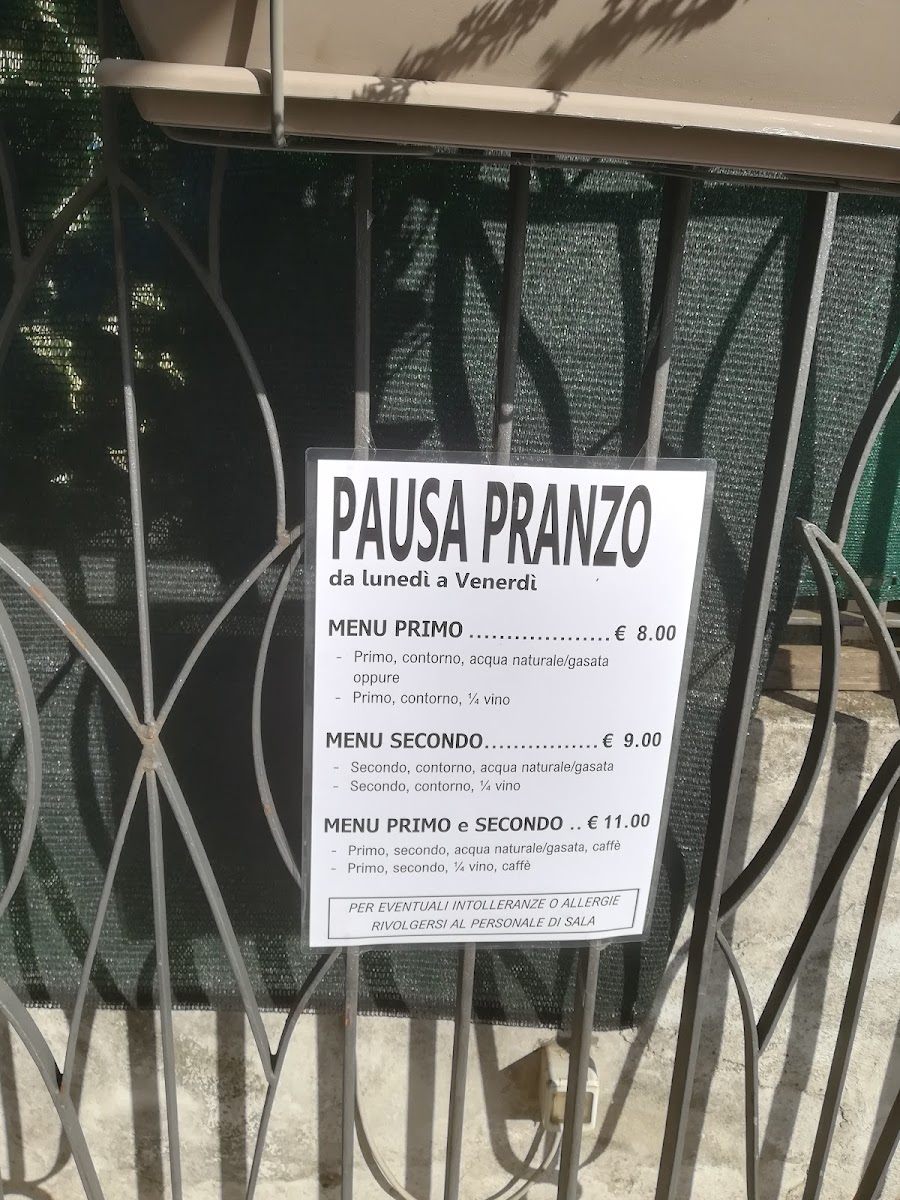 PAUSA PRANZO
da lunedì a Venerdì
MENU PRIMO ................... € 8.00
- Primo, contorno, acqua naturale/gasata
oppure
- Primo, contorno, ¼ vino
MENU SECONDO................ € 9.00
- Secondo, contorno, acqua naturale/gasata
- Secondo, contorno, ¼ vino
MENU PRIMO e SECONDO .. € 11.00
- Primo, secondo, acqua naturale/gasata, caffè
- Primo, secondo, ¼ vino, caffè
PER EVENTUALI INTOLLERANZE O ALLERGIE
RIVOLGERSI AL PERSONALE DI SALA